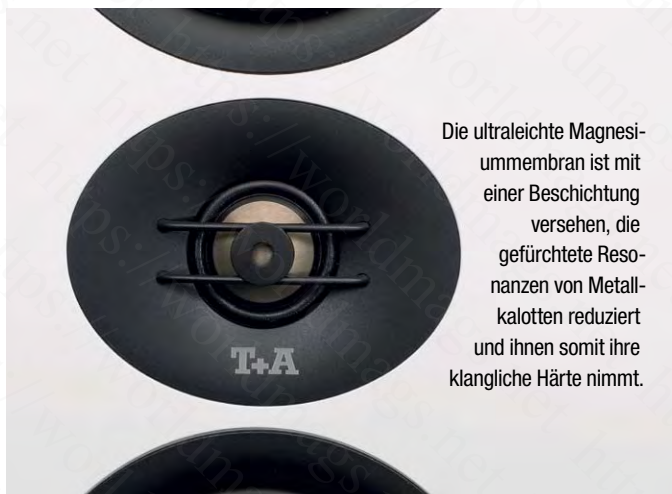 Die ultraleichte Magnesi-
ummembran ist mit
einer Beschichtung
versehen, die
gefürchtete Reso-
nanzen von Metall-
kalotten reduziert
und ihnen somit ihre
klangliche Härte nimmt.
T+A